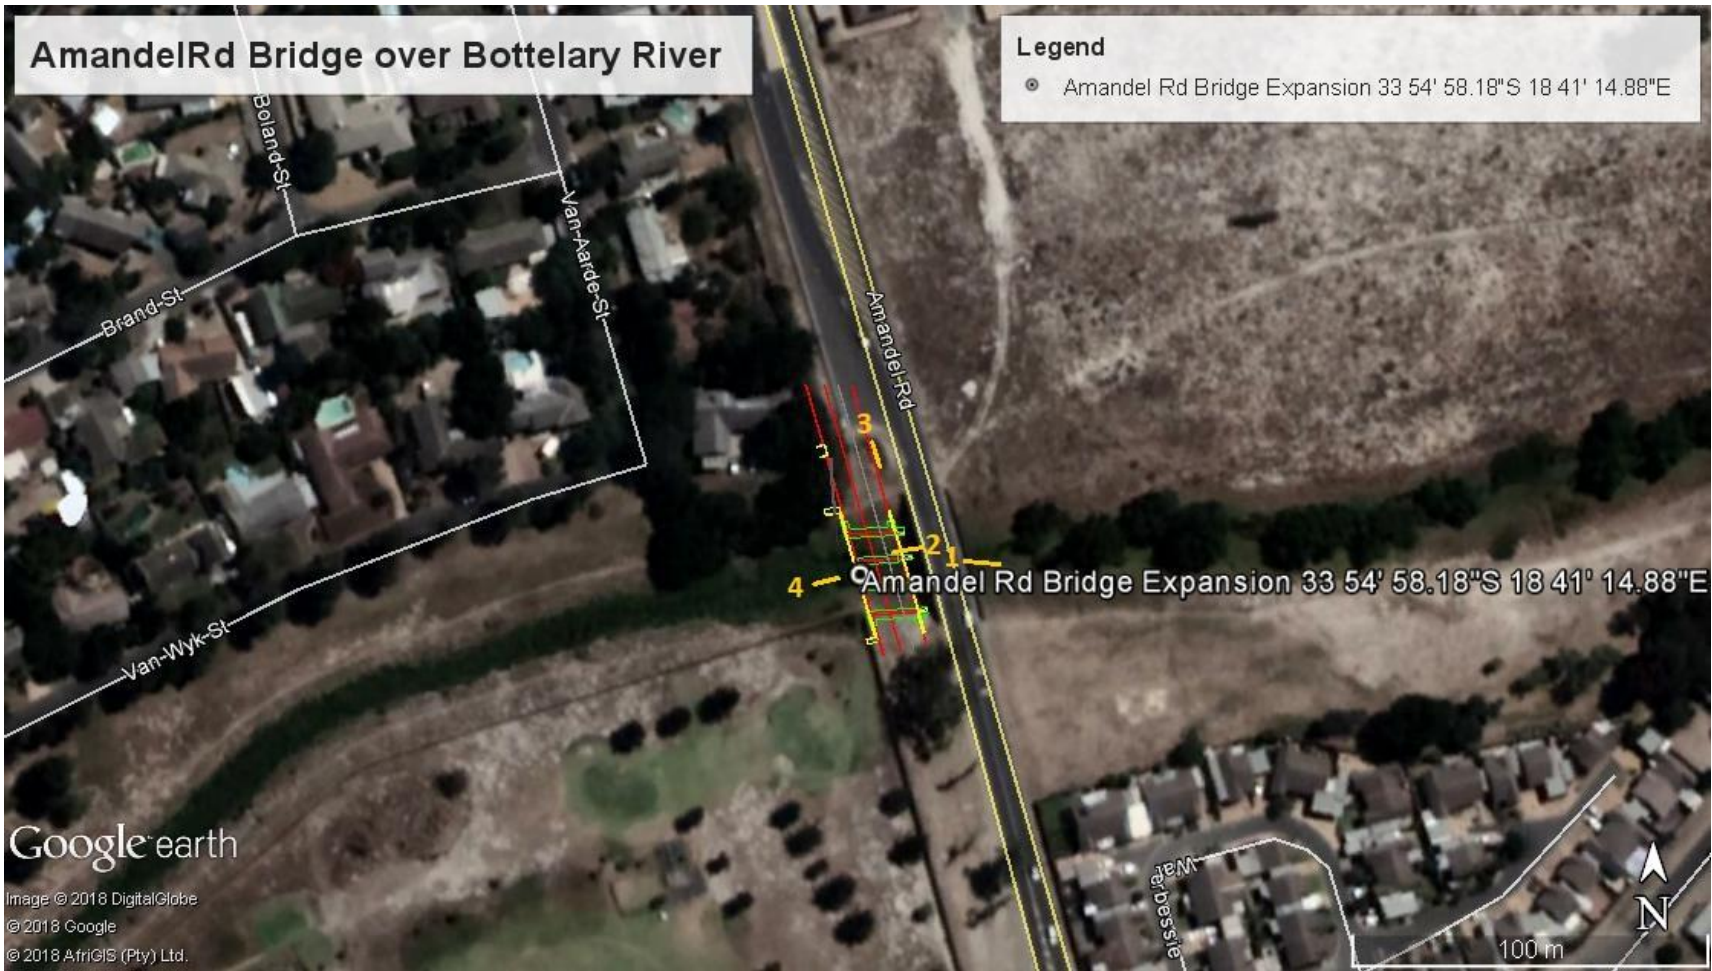 AmandelRd Bridge over Bottelary River
Legend
Amandel Rd Bridge Expansion 33 54' 58.18"S 18 41' 14.88"E
Boland-St
Van-Aarde-St
Brand-St
Amandel-Rd
3
2
1
4
Amandel Rd Bridge Expansion 33 54' 58.18"S 18 41' 14.88"E
Van-Wyk-St
Google earth
Waterbessie
Image © 2018 DigitalGlobe
© 2018 Google
© 2018 AfriGIS (Pty) Ltd.
N
100 m